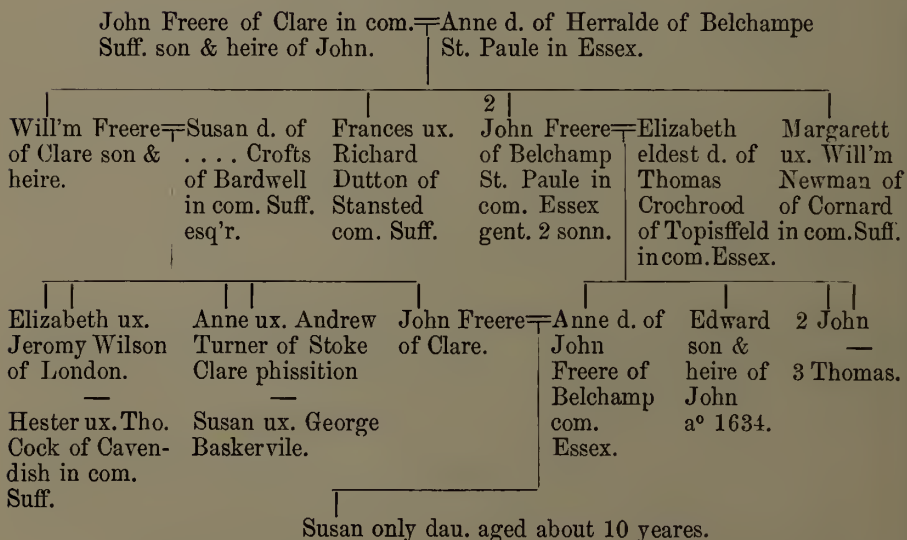 John Freere of Clare in com.
Suff. son & heire of John.
Anne d. of Herralde of Belchampe
St. Paule in Essex.
Will'm Freere
of Clare son &
heire.
Susan d. of
. . . . Crofts
of Bardwell
in com. Suff.
esq'r.
Frances ux.
Richard
Dutton of
Stansted
com. Suff.
2
John Freere
of Belchamp
St. Paule in
com. Essex
gent. 2 sonn.
Elizabeth
eldest d. of
Thomas
Crochrood
of Topisffeld
in com. Essex.
Margarett
ux. Will'm
Newman of
of Cornard
in com. Suff.
Elizabeth ux.
Jeromy Wilson
of London.
—
Hester ux. Tho.
Cock of Caven-
dish in com.
Suff.
Anne ux. Andrew
Turner of Stoke
Clare phissition
—
Susan ux. George
Baskervile.
John Freere
of Clare.
Anne d. of
John
Freere of
Belchamp
com.
Essex.
Edward
son &
heire of
John
aº 1634.
2 John
—
3 Thomas.
Susan only dau. aged about 10 yeares.